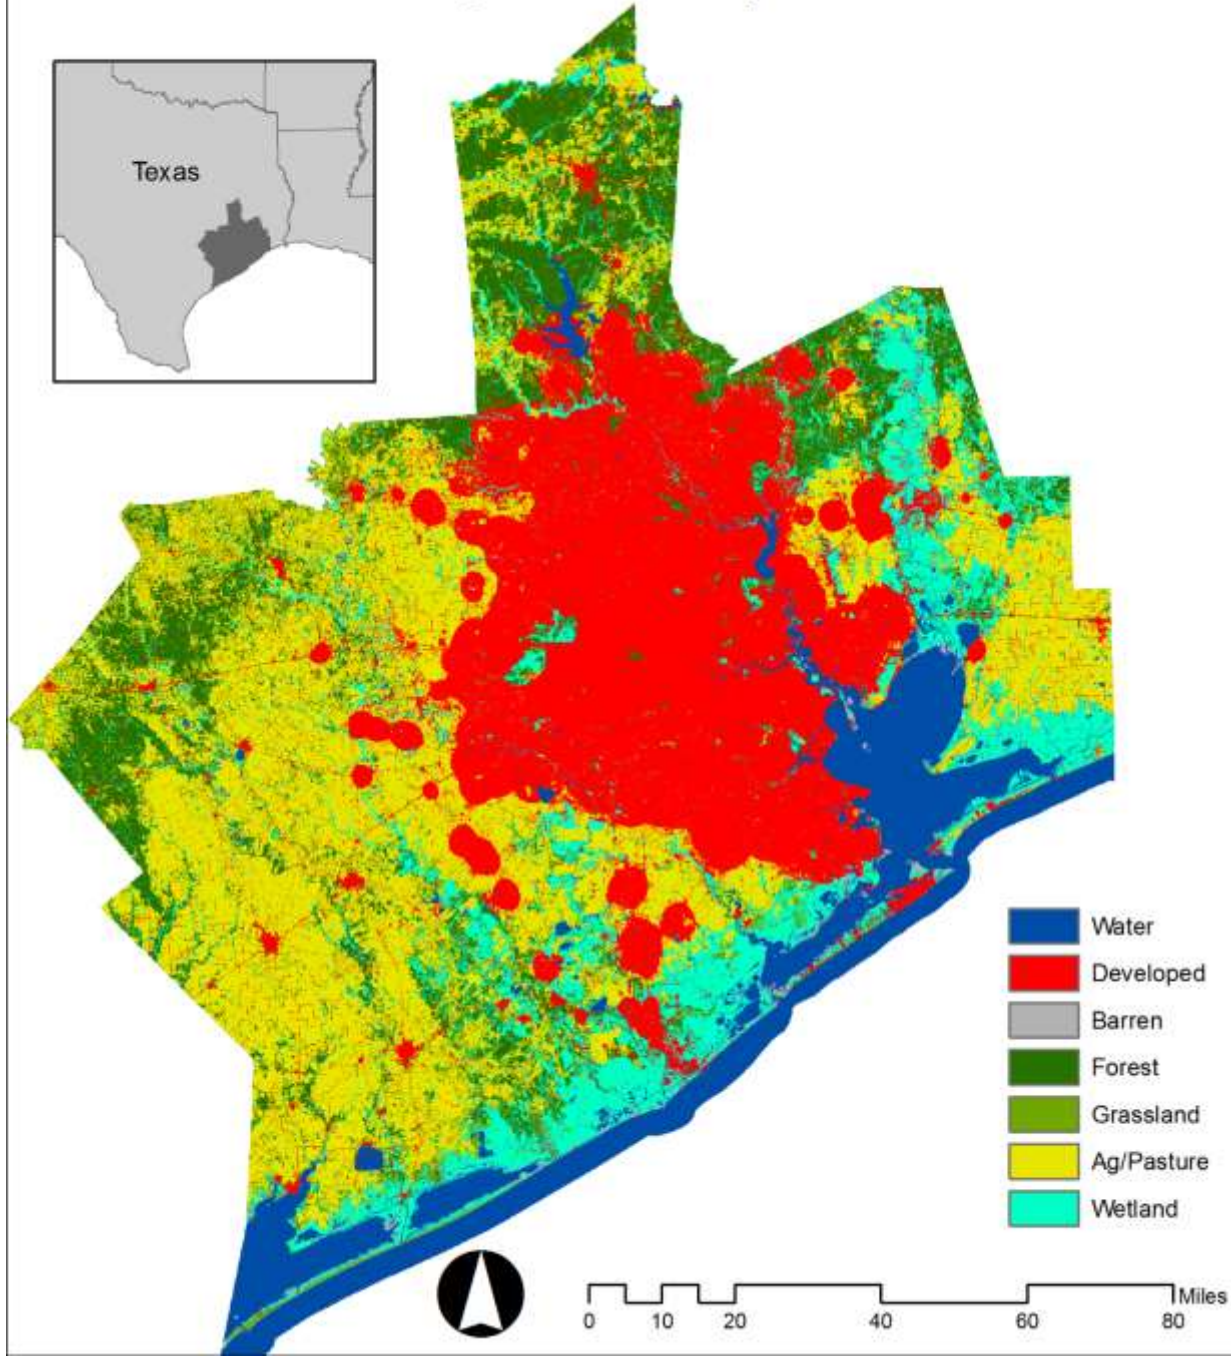 Texas
Water
Developed
Barren
Forest
Grassland
Ag/Pasture
Wetland
Miles
0 10 20 40 60 80